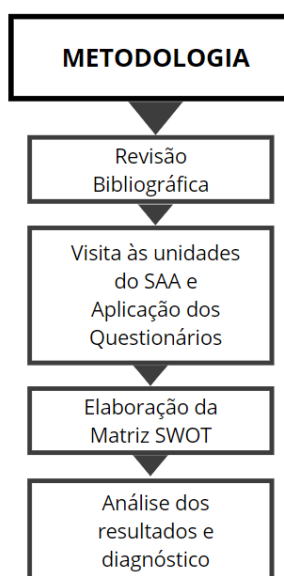 METODOLOGIA
Revisão
Bibliográfica
Visita às unidades
do SAA e
Aplicação dos
Questionários
Elaboração da
Matriz SWOT
Análise dos
resultados e
diagnóstico